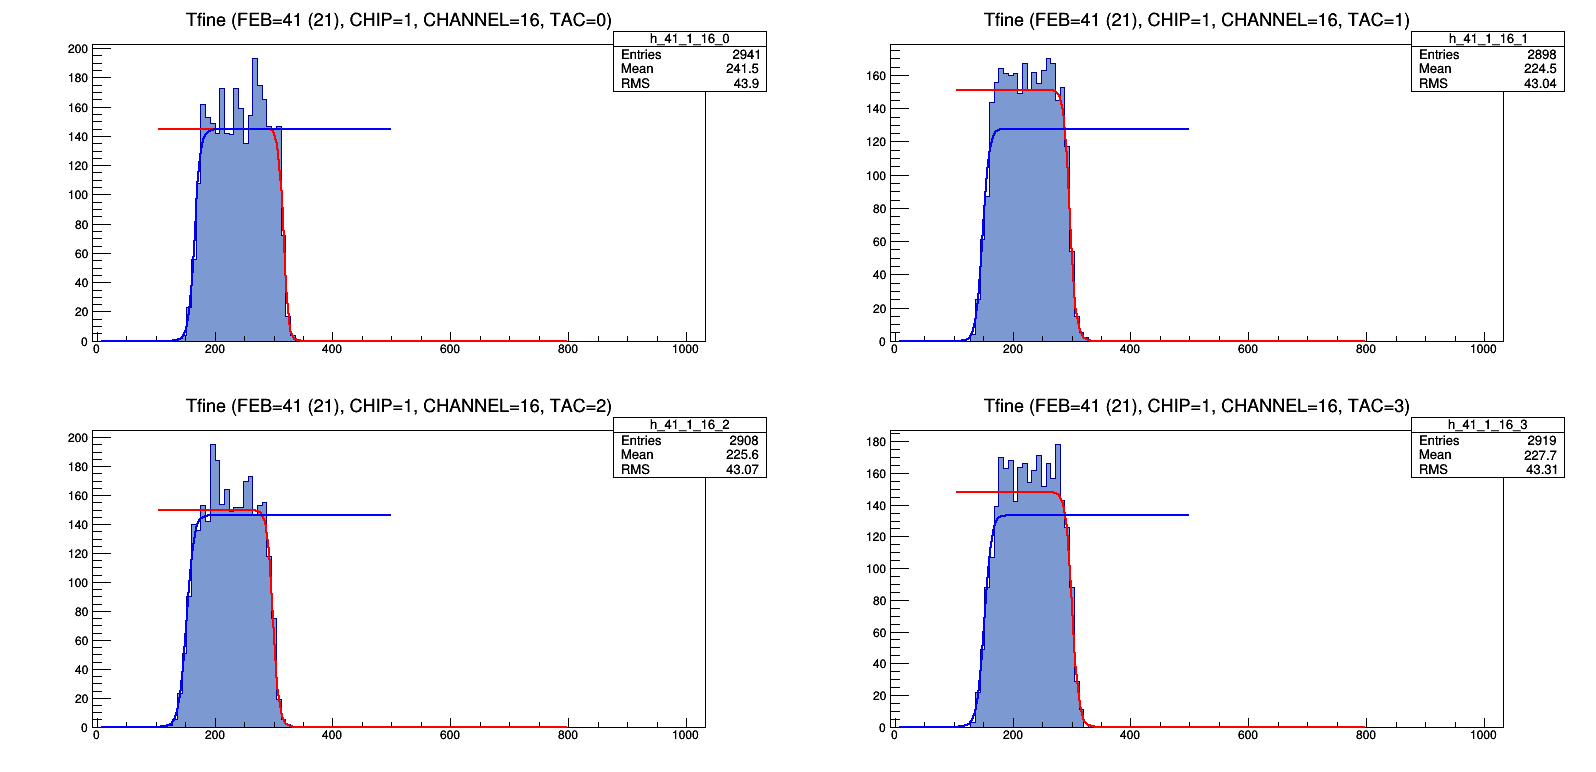 Tfine (FEB=41 (21), CHIP=1, CHANNEL=16, TAC=0)
h_41_1_16_0
Entries 2941
Mean 241.5
RMS 43.9
200
180
160
140
120
100
80
60
40
20
0
0 200 400 600 800 1000
Tfine (FEB=41 (21), CHIP=1, CHANNEL=16, TAC=1)
h_41_1_16_1
Entries 2898
Mean 224.5
RMS 43.04
160
140
120
100
80
60
40
20
0
0 200 400 600 800 1000
Tfine (FEB=41 (21), CHIP=1, CHANNEL=16, TAC=2)
h_41_1_16_2
Entries 2908
Mean 225.6
RMS 43.07
200
180
160
140
120
100
80
60
40
20
0
0 200 400 600 800 1000
Tfine (FEB=41 (21), CHIP=1, CHANNEL=16, TAC=3)
h_41_1_16_3
Entries 2919
Mean 227.7
RMS 43.31
180
160
140
120
100
80
60
40
20
0
0 200 400 600 800 1000